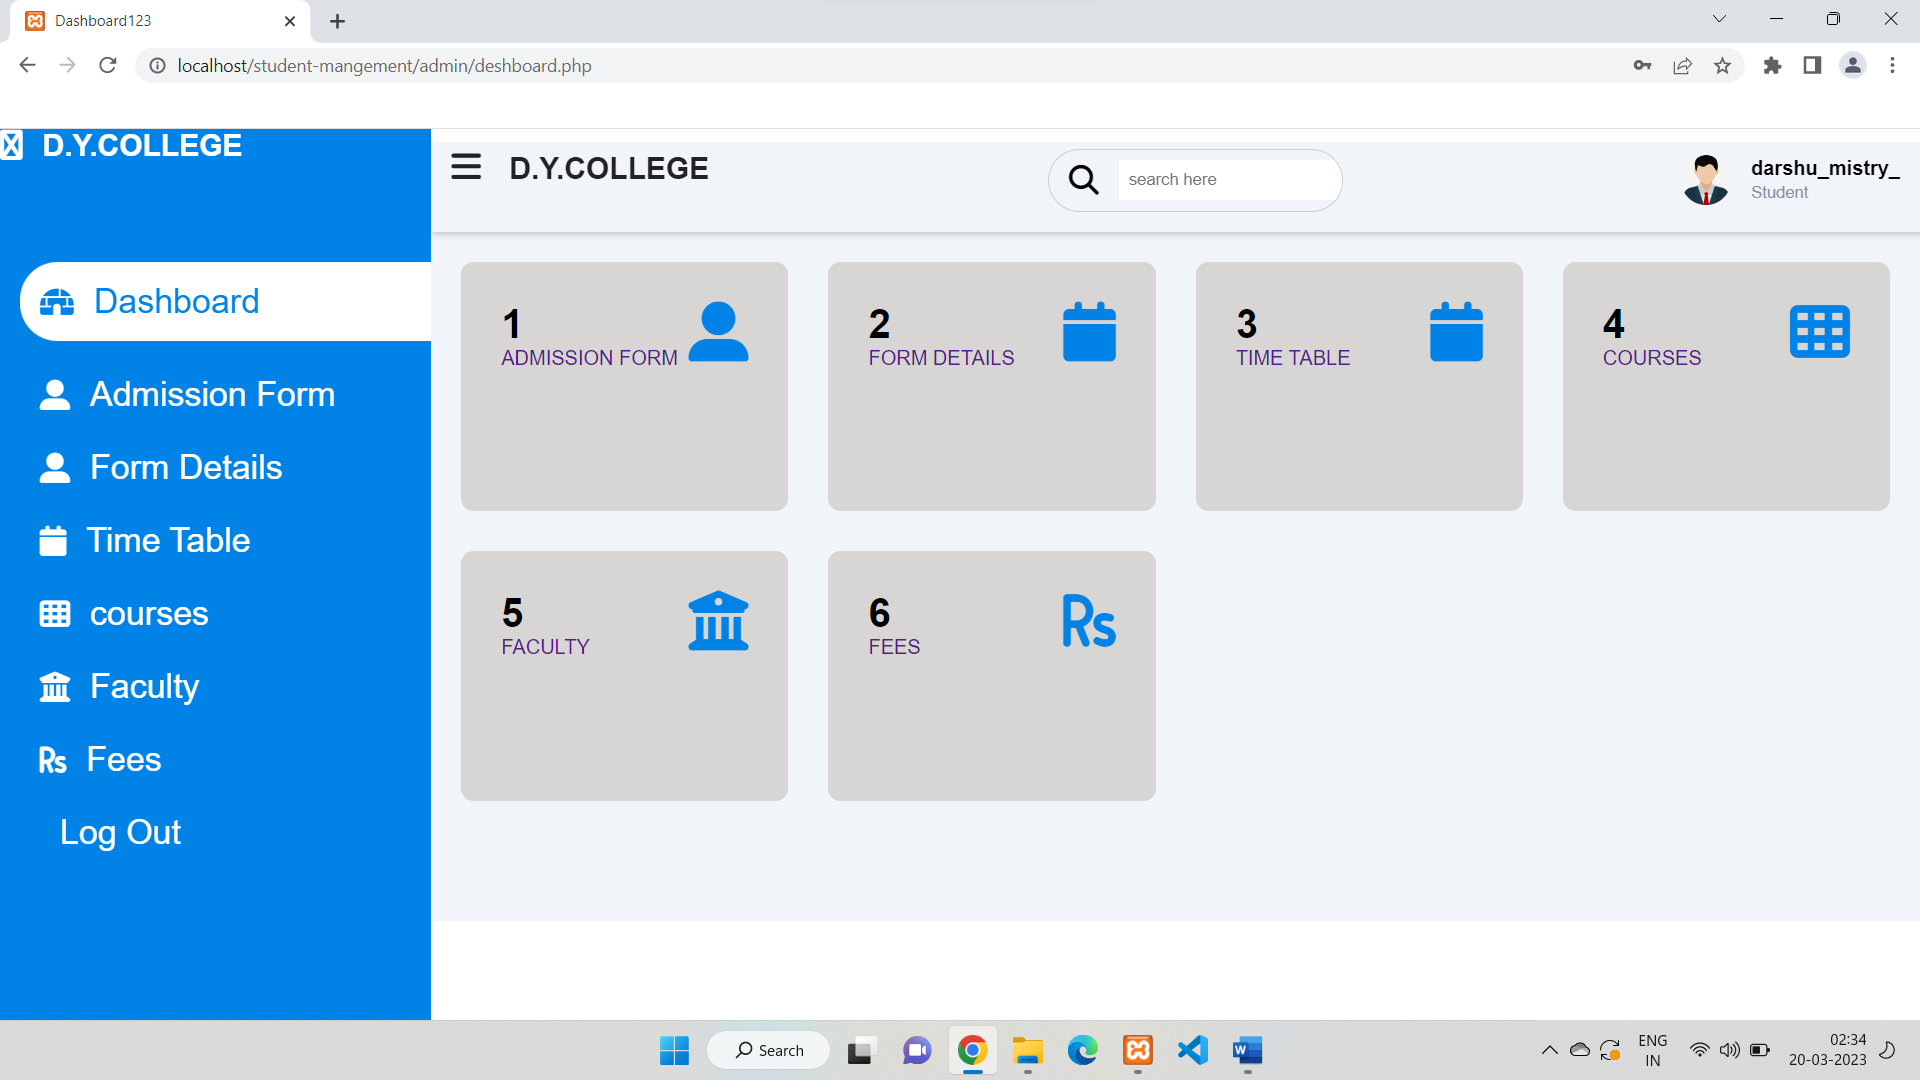 Dashboard123
localhost/student-mangement/admin/deshboard.php
D.Y.COLLEGE
D.Y.COLLEGE
search here
darshu_mistry_
Student
Dashboard
Admission Form
Form Details
Time Table
courses
Faculty
Rs Fees
Log Out
1
ADMISSION FORM
2
FORM DETAILS
3
TIME TABLE
4
COURSES
5
FACULTY
6
FEES
Rs
Search
W
ENG
IN
02:34
20-03-2023